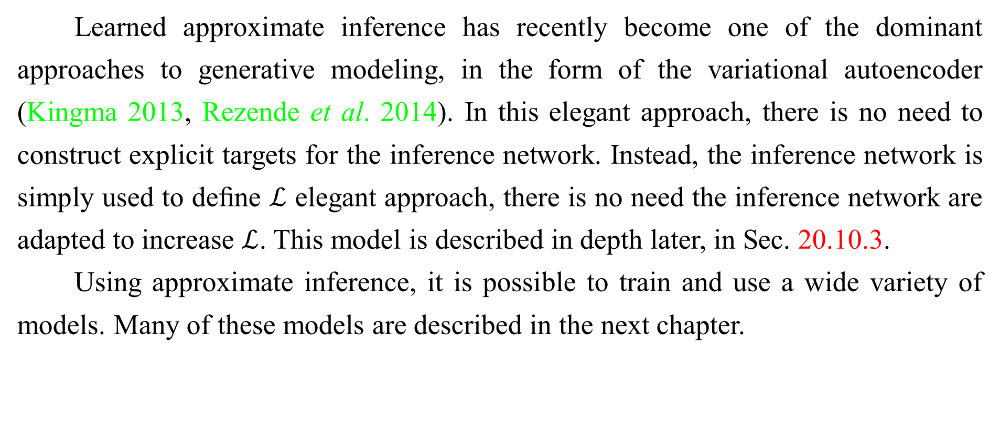 Learned approximate inference has recently become one of the dominant
approaches to generative modeling, in the form of the variational autoencoder
(Kingma 2013, Rezende et al. 2014). In this elegant approach, there is no need to
construct explicit targets for the inference network. Instead, the inference network is
simply used to define ℒ elegant approach, there is no need the inference network are
adapted to increase ℒ. This model is described in depth later, in Sec. 20.10.3.
Using approximate inference, it is possible to train and use a wide variety of
models. Many of these models are described in the next chapter.